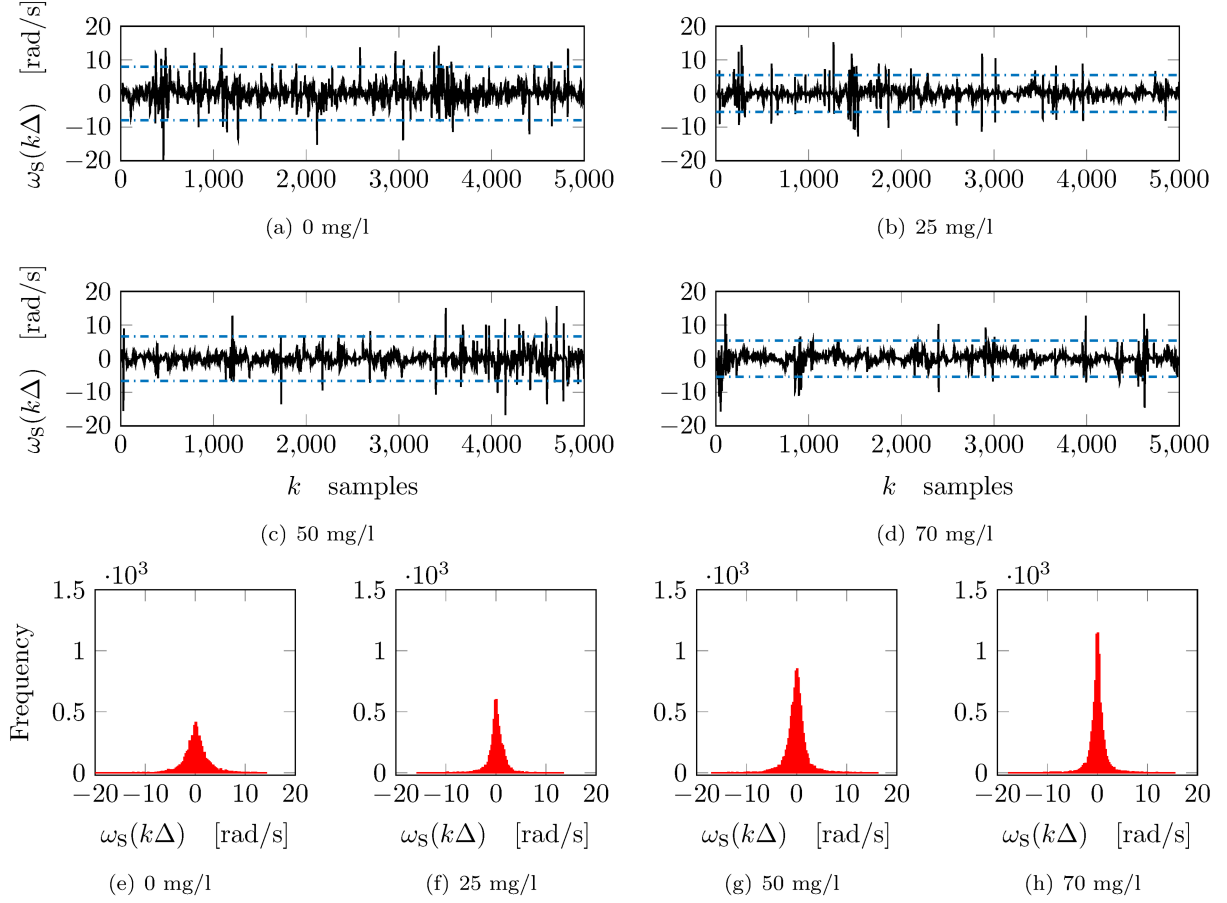 20
10
0
−10
−20
ω_S(kΔ) [rad/s]
0 1,000 2,000 3,000 4,000 5,000
(a) 0 mg/l
20
10
0
−10
−20
0 1,000 2,000 3,000 4,000 5,000
(b) 25 mg/l
20
10
0
−10
−20
ω_S(kΔ) [rad/s]
0 1,000 2,000 3,000 4,000 5,000
k samples
(c) 50 mg/l
20
10
0
−10
−20
0 1,000 2,000 3,000 4,000 5,000
k samples
(d) 70 mg/l
·10³
1.5
1
0.5
0
Frequency
−20 −10 0 10 20
ω_S(kΔ) [rad/s]
(e) 0 mg/l
·10³
1.5
1
0.5
0
−20 −10 0 10 20
ω_S(kΔ) [rad/s]
(f) 25 mg/l
·10³
1.5
1
0.5
0
−20 −10 0 10 20
ω_S(kΔ) [rad/s]
(g) 50 mg/l
·10³
1.5
1
0.5
0
−20 −10 0 10 20
ω_S(kΔ) [rad/s]
(h) 70 mg/l